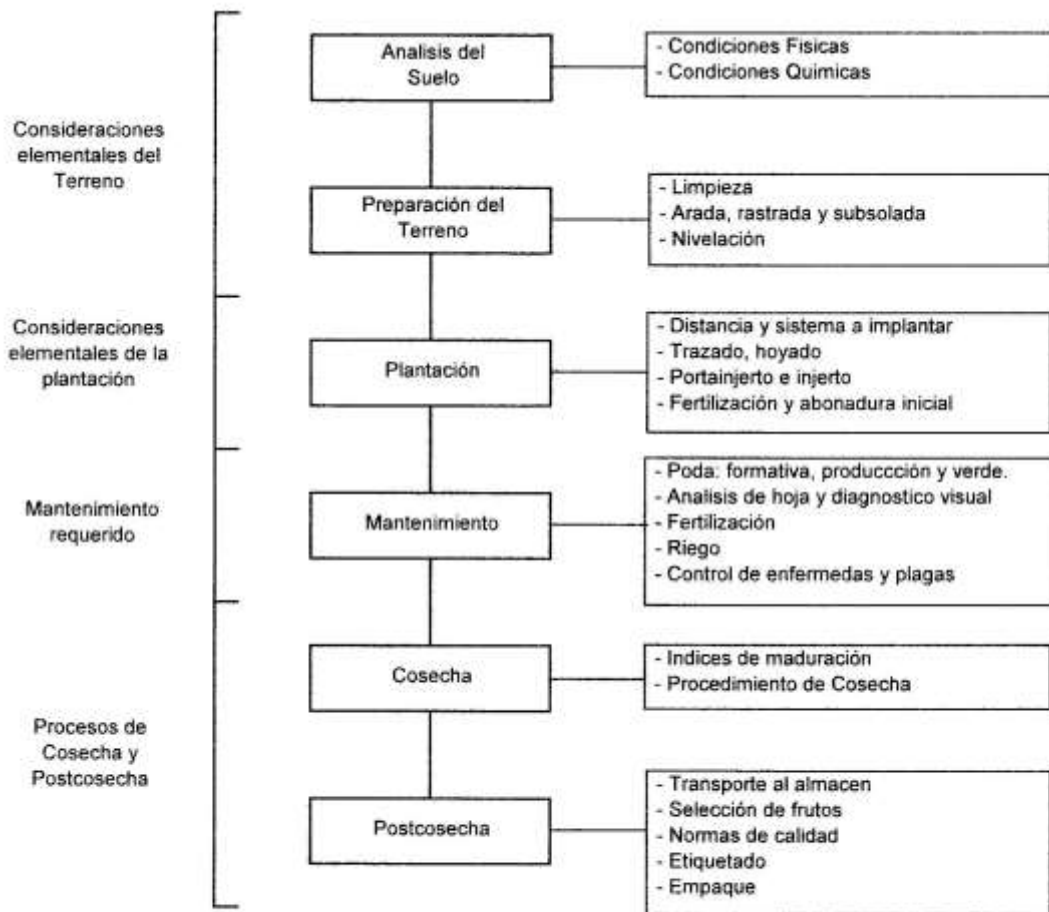 Analisis del
Suelo
- Condiciones Fisicas
- Condiciones Quimicas
Consideraciones
elementales del
Terreno
Preparación del
Terreno
- Limpieza
- Arada, rastrada y subsolada
- Nivelación
Consideraciones
elementales de la
plantación
Plantación
- Distancia y sistema a implantar
- Trazado, hoyado
- Portainjerto e injerto
- Fertilización y abonadura inicial
Mantenimiento
requerido
Mantenimiento
- Poda: formativa, produccción y verde.
- Analisis de hoja y diagnostico visual
- Fertilización
- Riego
- Control de enfermedas y plagas
Procesos de
Cosecha y
Postcosecha
Cosecha
- Indices de maduración
- Procedimiento de Cosecha
Postcosecha
- Transporte al almacen
- Selección de frutos
- Normas de calidad
- Etiquetado
- Empaque